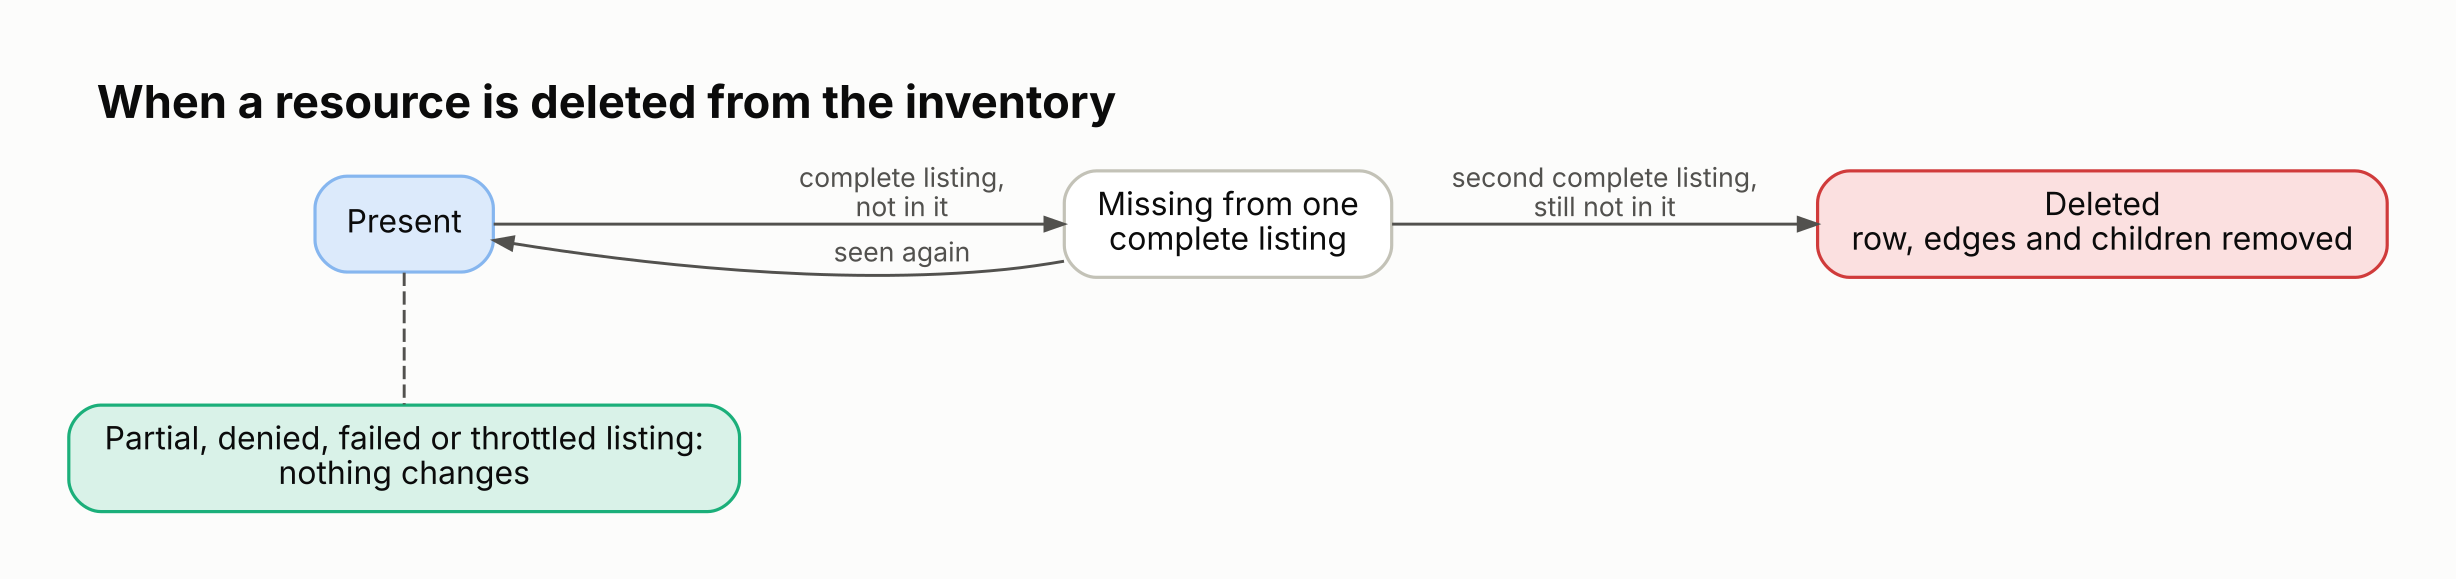 When a resource is deleted from the inventory
Present
complete listing,
not in it
seen again
Missing from one
complete listing
second complete listing,
still not in it
Deleted
row, edges and children removed
Partial, denied, failed or throttled listing:
nothing changes